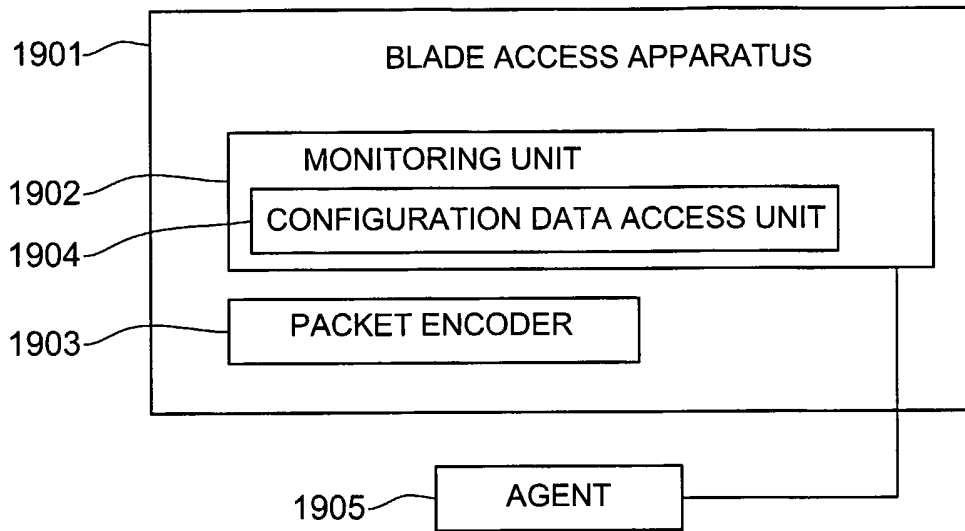 1901
BLADE ACCESS APPARATUS
MONITORING UNIT
1902
CONFIGURATION DATA ACCESS UNIT
1904
PACKET ENCODER
1903
AGENT
1905